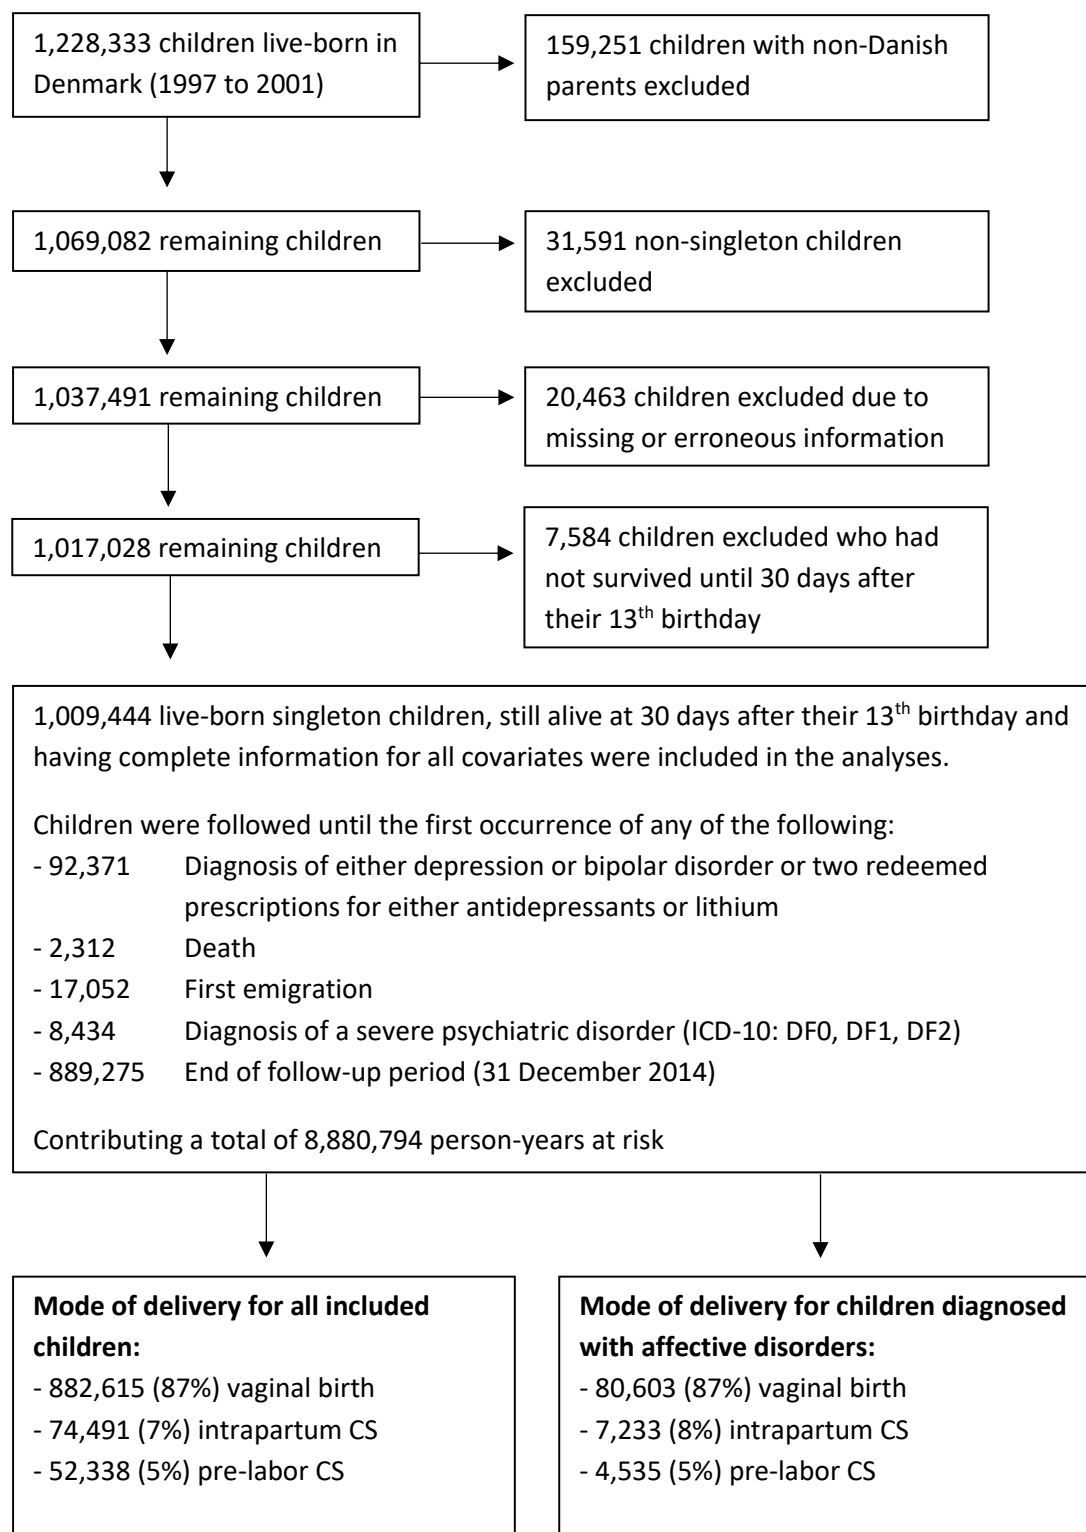 1,228,333 children live-born in
Denmark (1997 to 2001)
159,251 children with non-Danish
parents excluded
1,069,082 remaining children
31,591 non-singleton children
excluded
1,037,491 remaining children
20,463 children excluded due to
missing or erroneous information
1,017,028 remaining children
7,584 children excluded who had
not survived until 30 days after
their 13th birthday
1,009,444 live-born singleton children, still alive at 30 days after their 13th birthday and
having complete information for all covariates were included in the analyses.
Children were followed until the first occurrence of any of the following:
- 92,371 Diagnosis of either depression or bipolar disorder or two redeemed
prescriptions for either antidepressants or lithium
- 2,312 Death
- 17,052 First emigration
- 8,434 Diagnosis of a severe psychiatric disorder (ICD-10: DF0, DF1, DF2)
- 889,275 End of follow-up period (31 December 2014)
Contributing a total of 8,880,794 person-years at risk
Mode of delivery for all included
children:
- 882,615 (87%) vaginal birth
- 74,491 (7%) intrapartum CS
- 52,338 (5%) pre-labor CS
Mode of delivery for children diagnosed
with affective disorders:
- 80,603 (87%) vaginal birth
- 7,233 (8%) intrapartum CS
- 4,535 (5%) pre-labor CS